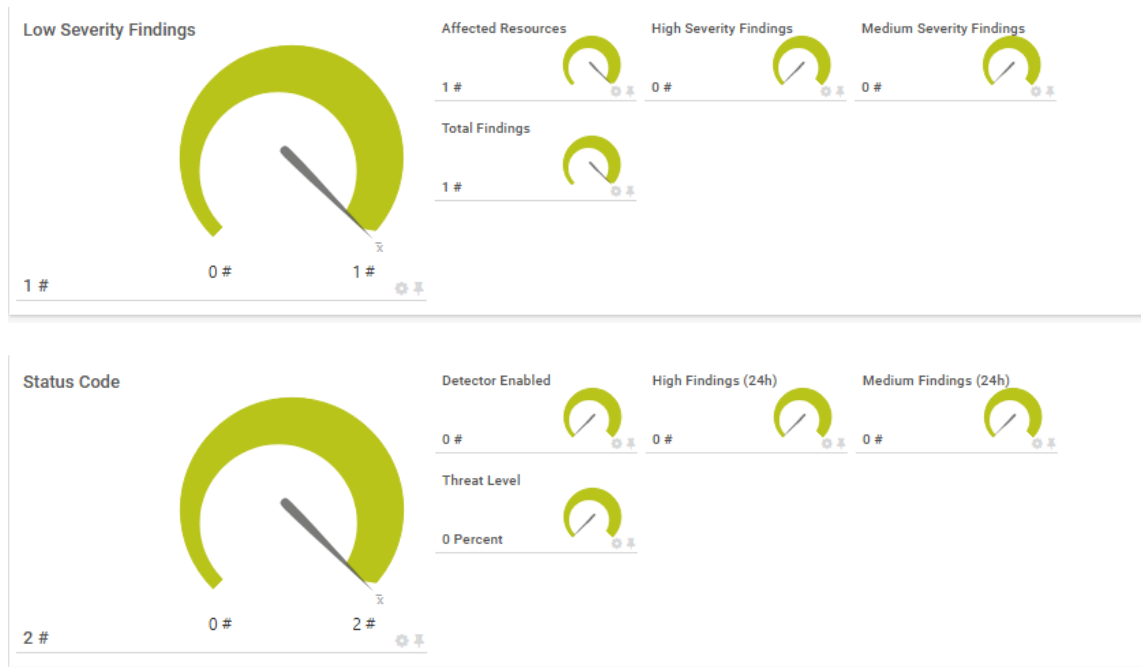 Low Severity Findings
0 #
1 #
x̄
1 #
Affected Resources
1 #
High Severity Findings
0 #
Medium Severity Findings
0 #
Total Findings
1 #
Status Code
0 #
2 #
x̄
2 #
Detector Enabled
0 #
High Findings (24h)
0 #
Medium Findings (24h)
0 #
Threat Level
0 Percent